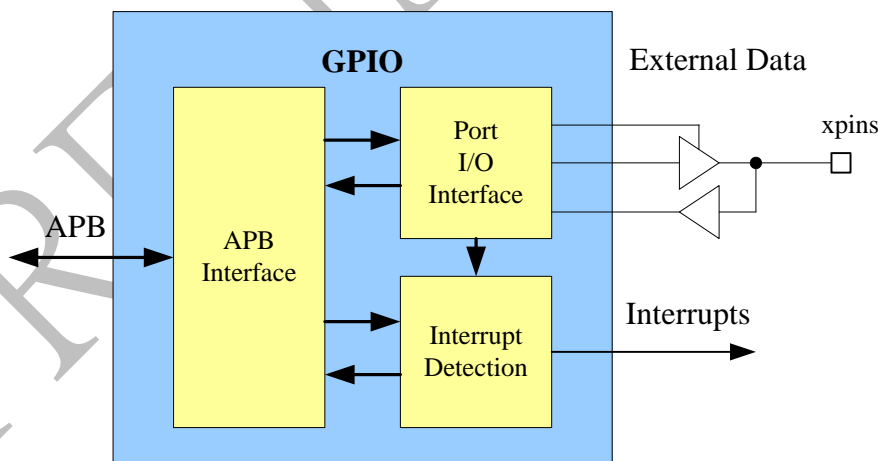 GPIO
External Data
Port
I/O
Interface
xpins
APB
APB
Interface
Interrupt
Detection
Interrupts